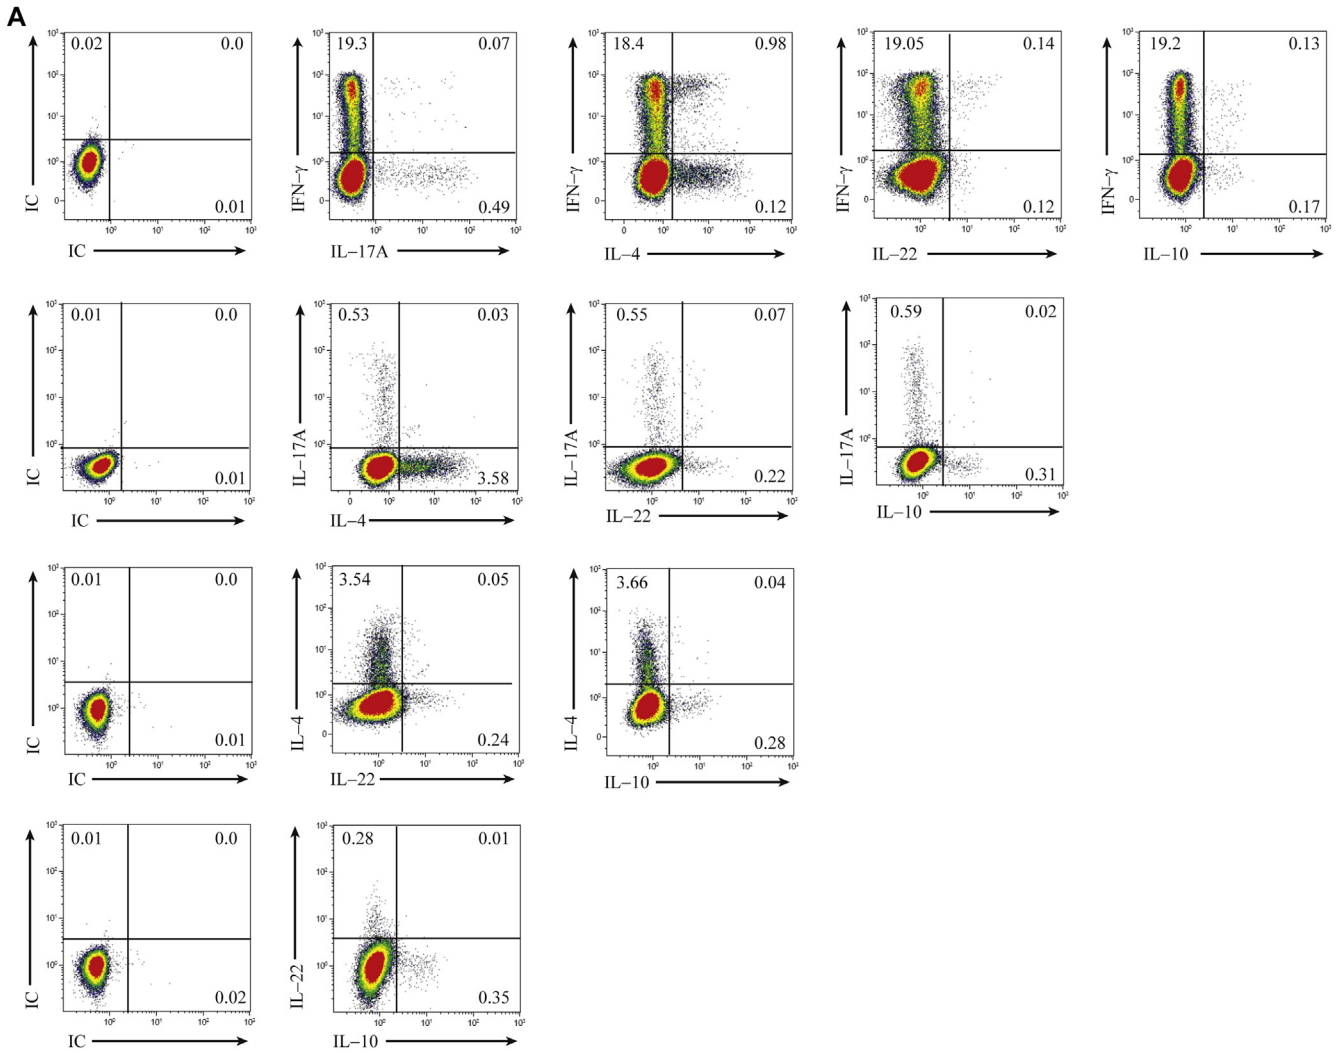 A
0.02 0.0 19.3 0.07 18.4 0.98 19.05 0.14 19.2 0.13
IC IFN−γ IFN−γ IFN−γ IFN−γ
0.01 0.49 0.12 0.12 0.17
IC IL−17A IL−4 IL−22 IL−10
0.01 0.0 0.53 0.03 0.55 0.07 0.59 0.02
IC IL−17A IL−17A IL−17A
0.01 3.58 0.22 0.31
IC IL−4 IL−22 IL−10
0.01 0.0 3.54 0.05 3.66 0.04
IC IL−4 IL−4
0.01 0.24 0.28
IC IL−22 IL−10
0.01 0.0 0.28 0.01
IC IL−22
0.02 0.35
IC IL−10